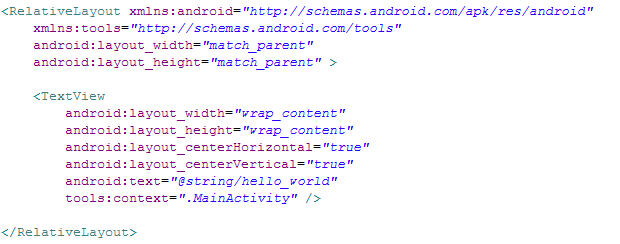 <RelativeLayout xmlns:android="http://schemas.android.com/apk/res/android"
    xmlns:tools="http://schemas.android.com/tools"
    android:layout_width="match_parent"
    android:layout_height="match_parent" >

    <TextView
        android:layout_width="wrap_content"
        android:layout_height="wrap_content"
        android:layout_centerHorizontal="true"
        android:layout_centerVertical="true"
        android:text="@string/hello_world"
        tools:context=".MainActivity" />

</RelativeLayout>